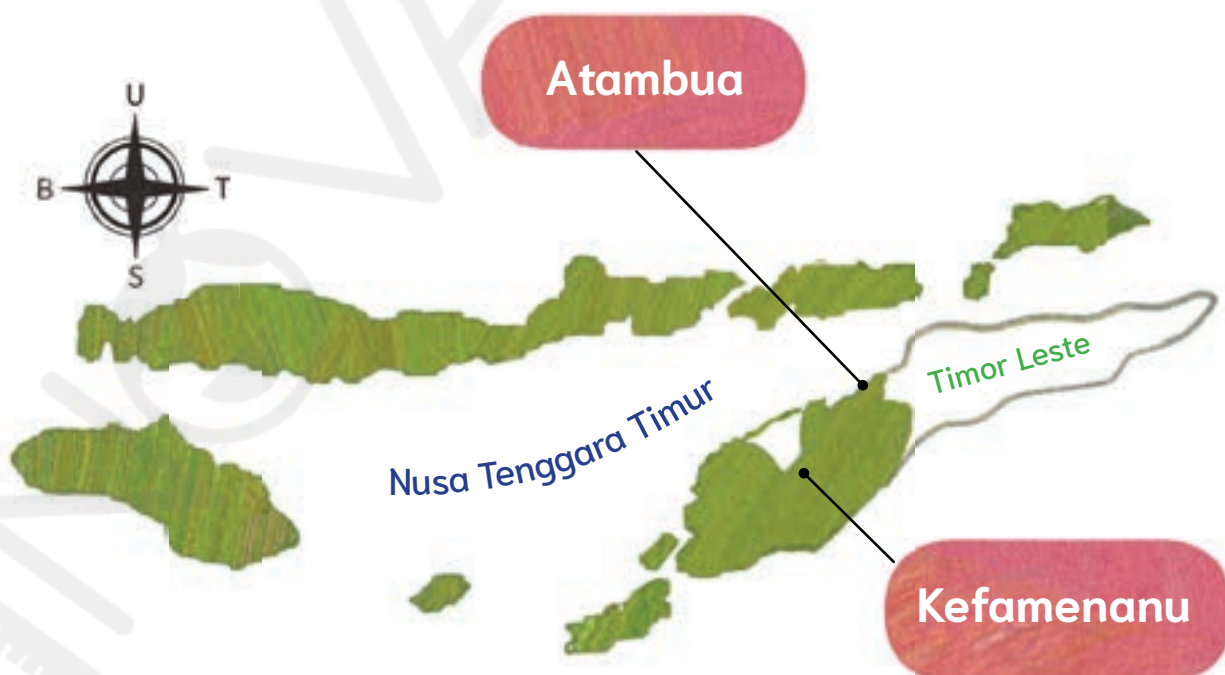 Atambua
U
B
T
S
Timor Leste
Nusa Tenggara Timur
Kefamenanu